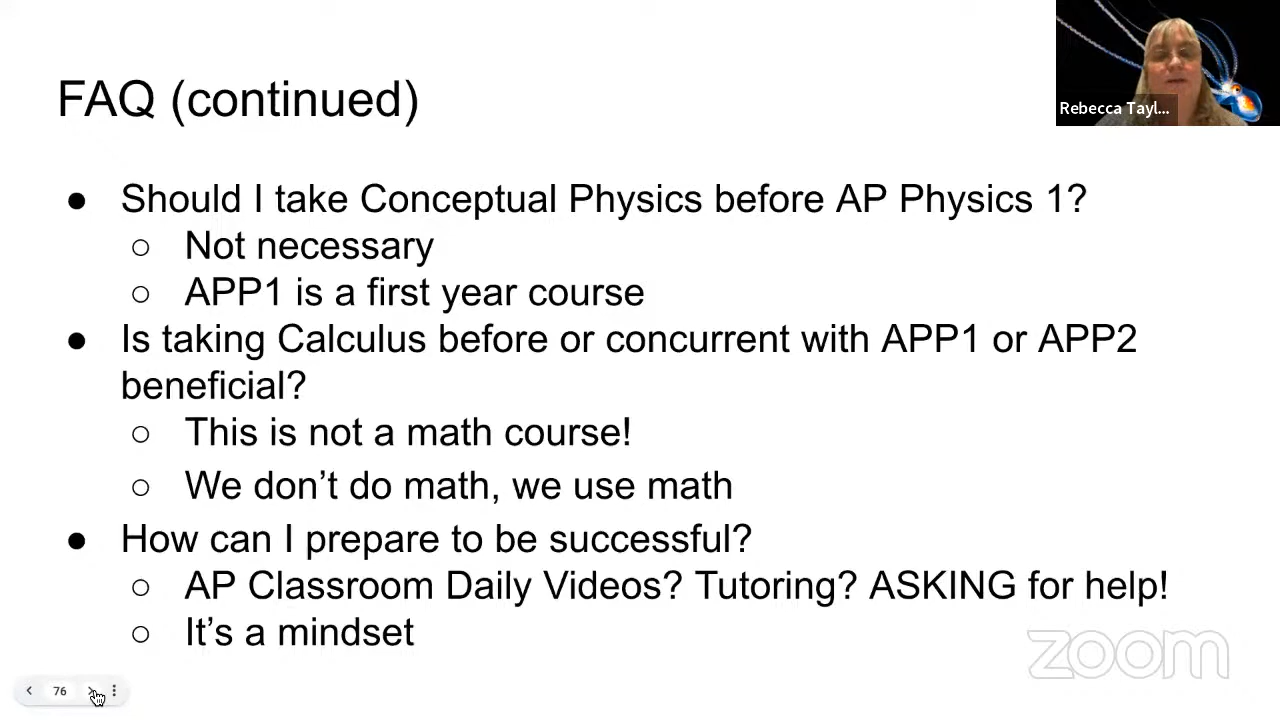 FAQ (continued)
Rebecca Tayl...
● Should I take Conceptual Physics before AP Physics 1?
○ Not necessary
○ APP1 is a first year course
● Is taking Calculus before or concurrent with APP1 or APP2
beneficial?
○ This is not a math course!
○ We don’t do math, we use math
● How can I prepare to be successful?
○ AP Classroom Daily Videos? Tutoring? ASKING for help!
○ It’s a mindset
zoom
76